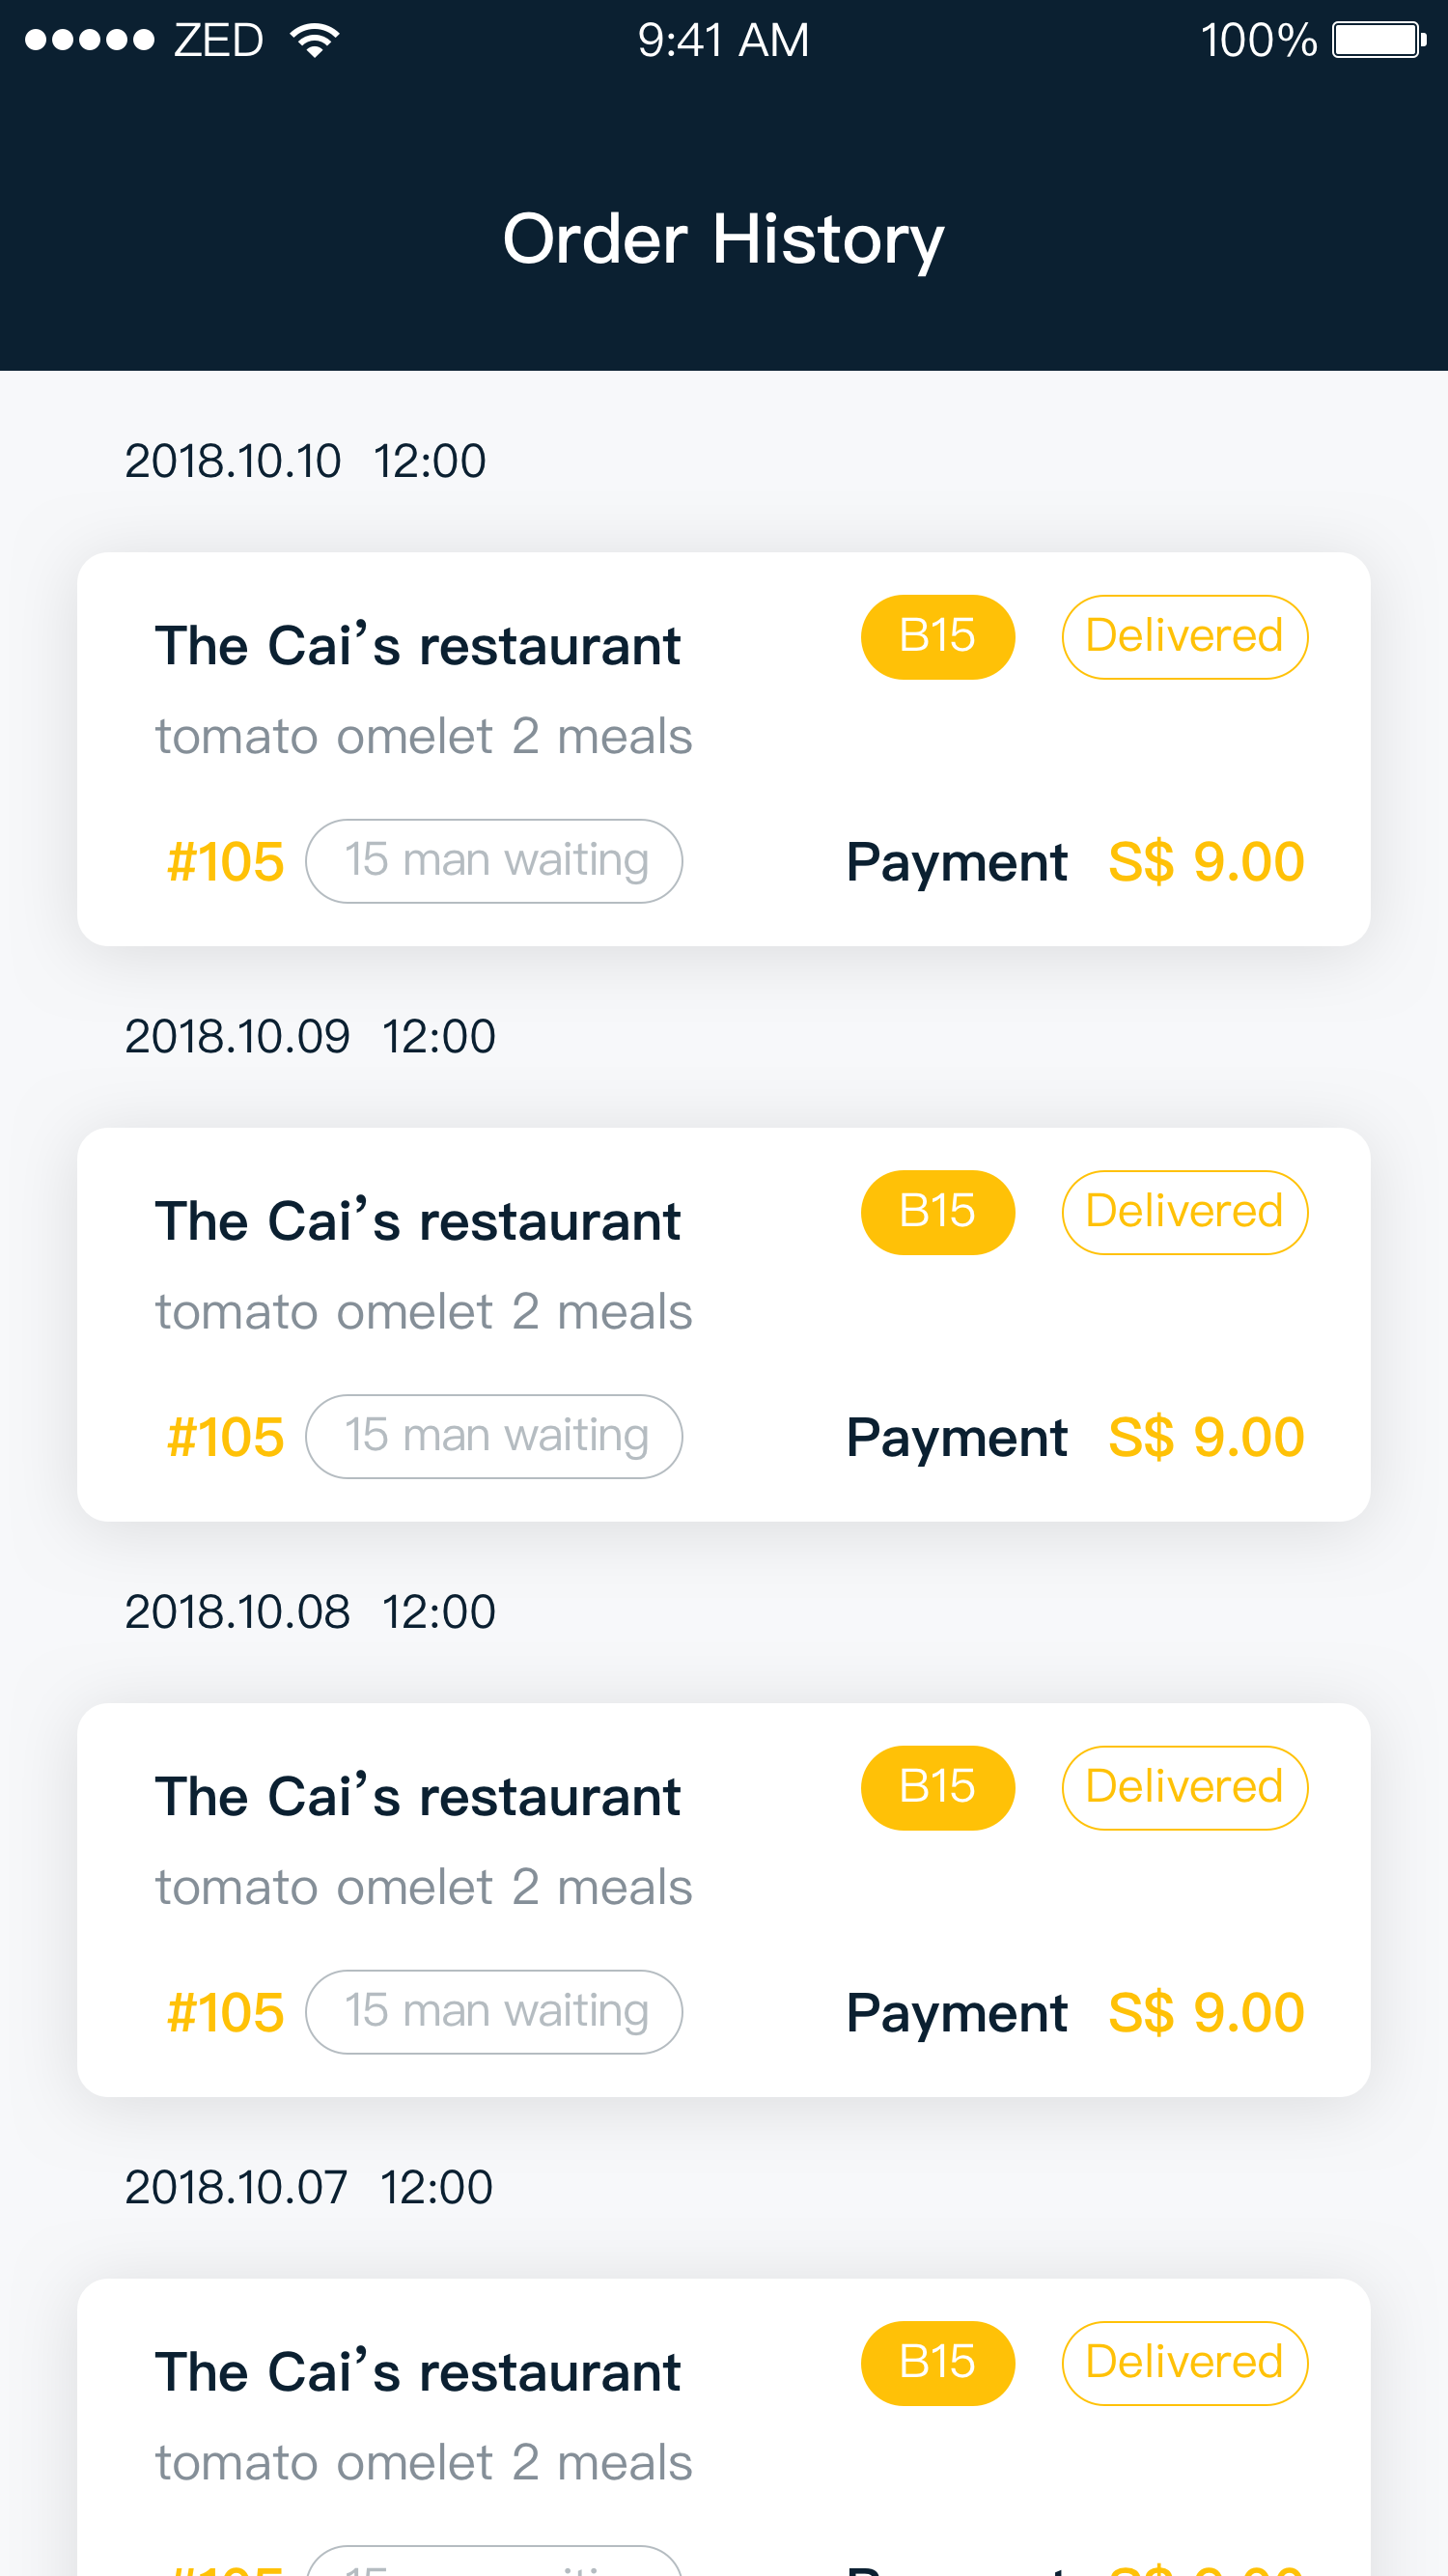 ZED 9:41 AM 100%
Order History
2018.10.10 12:00
The Cai’s restaurant B15 Delivered
tomato omelet 2 meals
#105 15 man waiting Payment S$ 9.00
2018.10.09 12:00
The Cai’s restaurant B15 Delivered
tomato omelet 2 meals
#105 15 man waiting Payment S$ 9.00
2018.10.08 12:00
The Cai’s restaurant B15 Delivered
tomato omelet 2 meals
#105 15 man waiting Payment S$ 9.00
2018.10.07 12:00
The Cai’s restaurant B15 Delivered
tomato omelet 2 meals